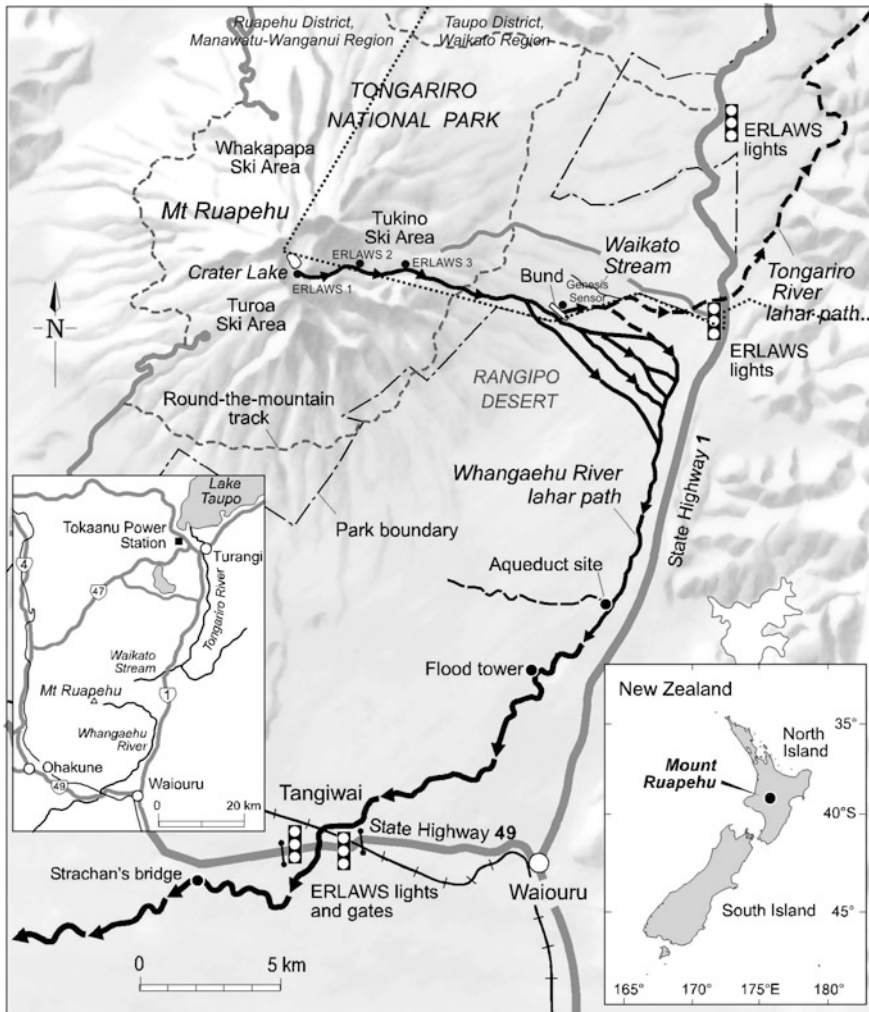 Ruapehu District,
Manawatu-Wanganui Region
Taupo District,
Waikato Region
TONGARIRO
NATIONAL PARK
ERLAWS
lights
Whakapapa
Ski Area
Mt Ruapehu
Tukino
Ski Area
Waikato
Stream
ERLAWS 2
ERLAWS 3
Crater Lake
ERLAWS 1
Bund
Genesis
Sensor
Tongariro
River
lahar path..
Turoa
Ski Area
N
ERLAWS
lights
RANGIPO
DESERT
Round-the-mountain
track
Whangaehu River
lahar path
State Highway 1
Park boundary
Aqueduct site
Flood tower
Lake
Taupo
Tokaanu Power
Station
Turangi
4
47
Tongariro River
Waikato
Stream
Mt Ruapehu
1
Whangaehu
River
Ohakune
49
Waiouru
0
20 km
Tangiwai
State Highway 49
Strachan's bridge
ERLAWS lights
and gates
Waiouru
0
5 km
New Zealand
35°
North
Island
Mount
Ruapehu
40°S
South Island
45°
165°
170°
175°E
180°